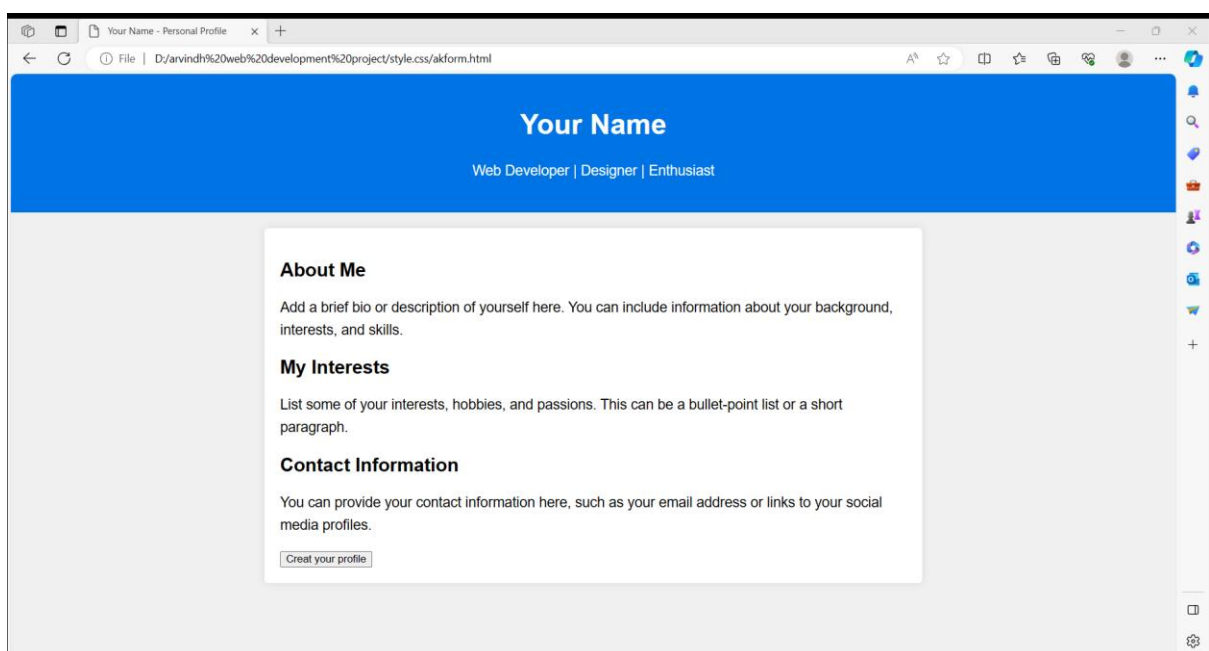 Your Name - Personal Profile
File | D:/arvindh%20web%20development%20project/style.css/akform.html
Your Name
Web Developer | Designer | Enthusiast
About Me
Add a brief bio or description of yourself here. You can include information about your background,
interests, and skills.
My Interests
List some of your interests, hobbies, and passions. This can be a bullet-point list or a short
paragraph.
Contact Information
You can provide your contact information here, such as your email address or links to your social
media profiles.
Creat your profile